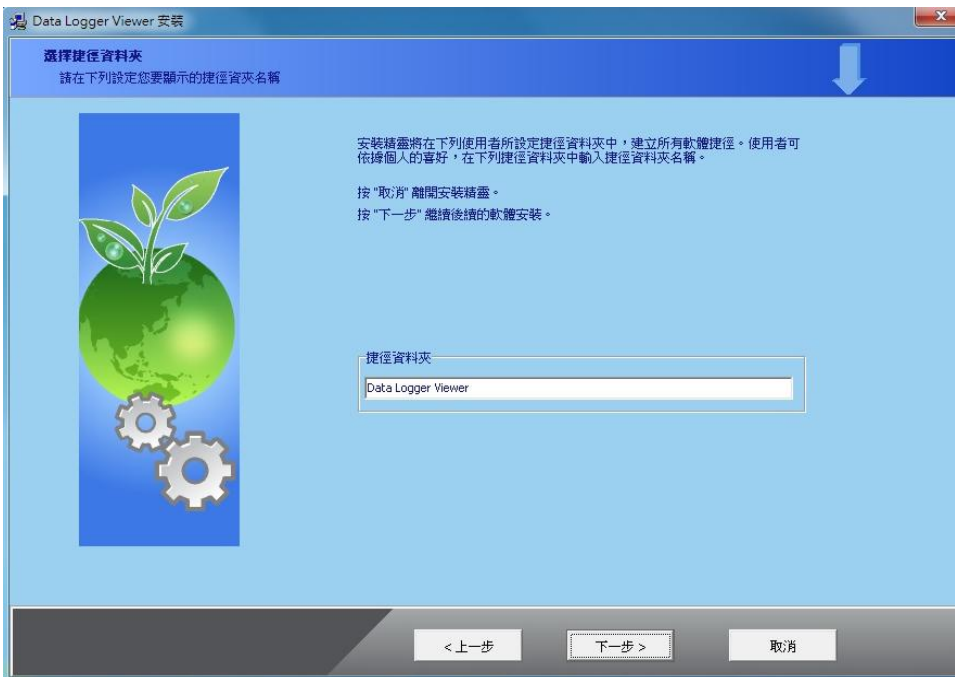 Data Logger Viewer 安裝
選擇捷徑資料夾
請在下列設定您要顯示的捷徑資夾名稱
安裝精靈將在下列使用者所設定捷徑資料夾中，建立所有軟體捷徑。使用者可
依據個人的喜好，在下列捷徑資料夾中輸入捷徑資料夾名稱。
按 "取消" 離開安裝精靈。
按 "下一步" 繼續後續的軟體安裝。
捷徑資料夾
Data Logger Viewer
< 上一步
下一步 >
取消